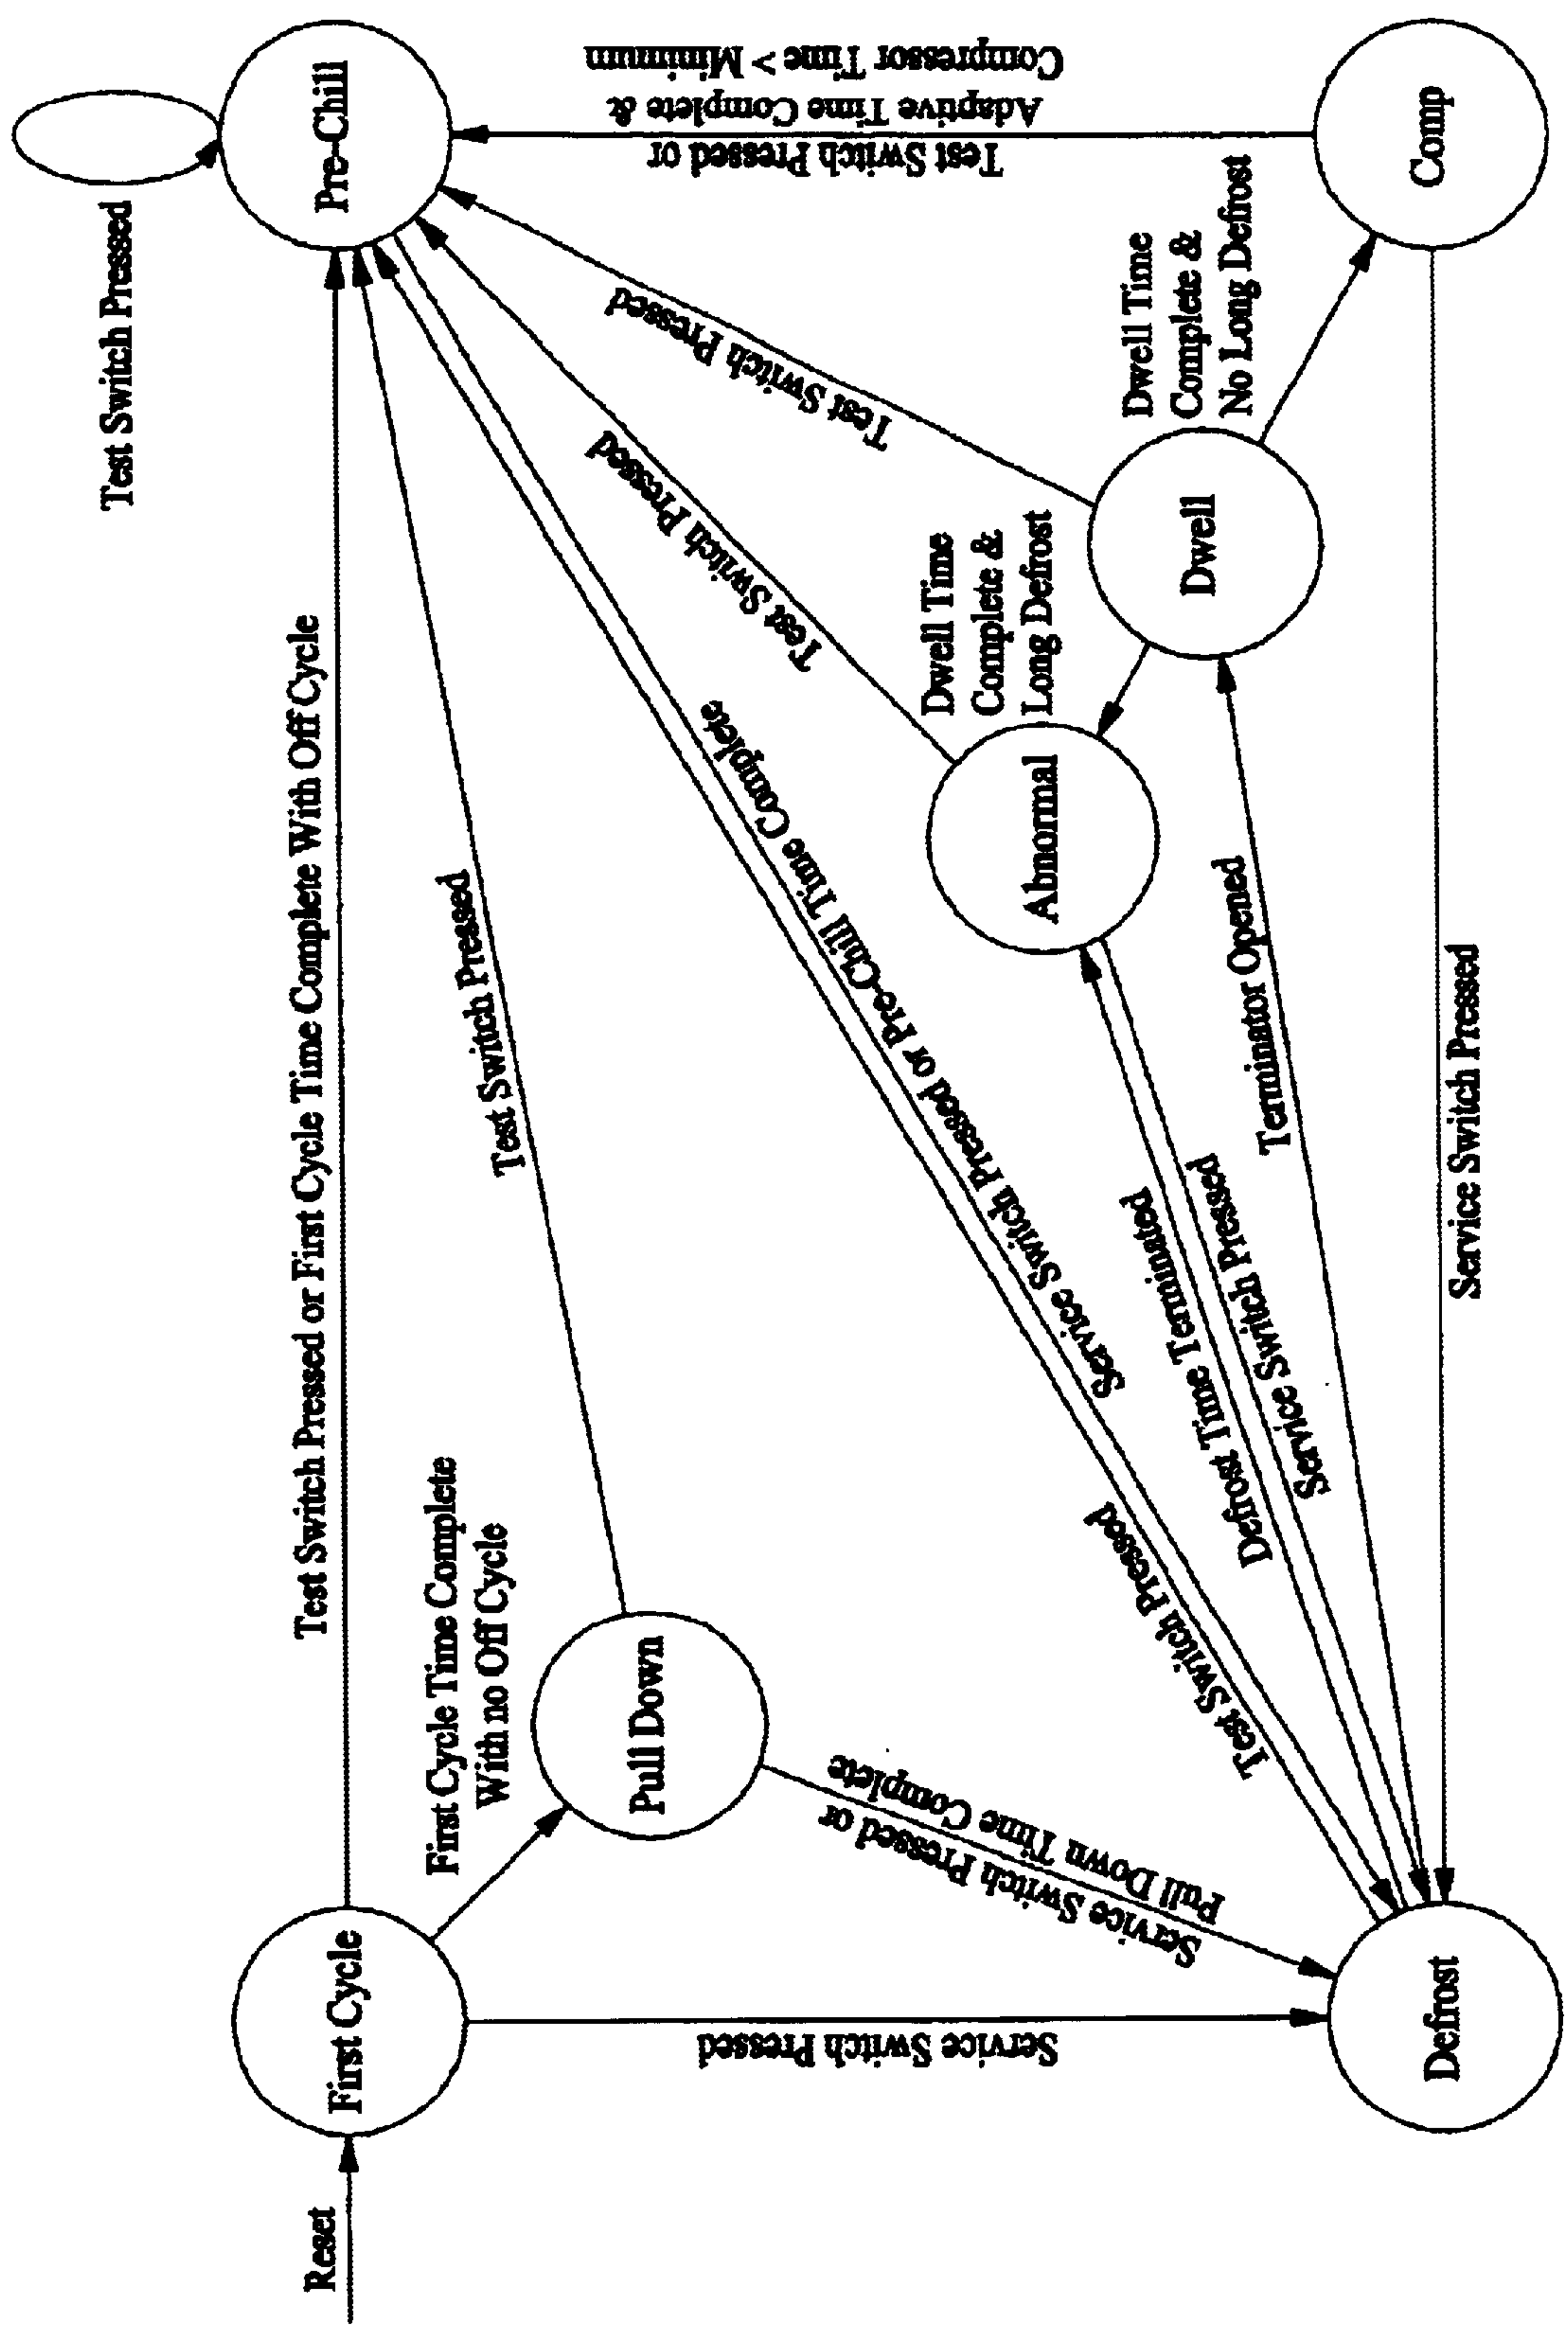 Reset
First Cycle
Test Switch Pressed or First Cycle Time Complete With Off Cycle
Pre-Chill
Test Switch Pressed
First Cycle Time Complete
With no Off Cycle
Pull Down
Test Switch Pressed
Service Switch Pressed
Service Switch Pressed or
Pull Down Time Complete
Test Switch Pressed
Service Switch Pressed or Pre-Chill Time Complete
Defrost Time Terminated
Service Switch Pressed
Abnormal
Test Switch Pressed
Dwell Time
Complete &
Long Defrost
Terminator Opened
Dwell
Test Switch Pressed
Dwell Time
Complete &
No Long Defrost
Test Switch Pressed or
Adaptive Time Complete &
Compressor Time > Minimum
Defrost
Service Switch Pressed
Comp